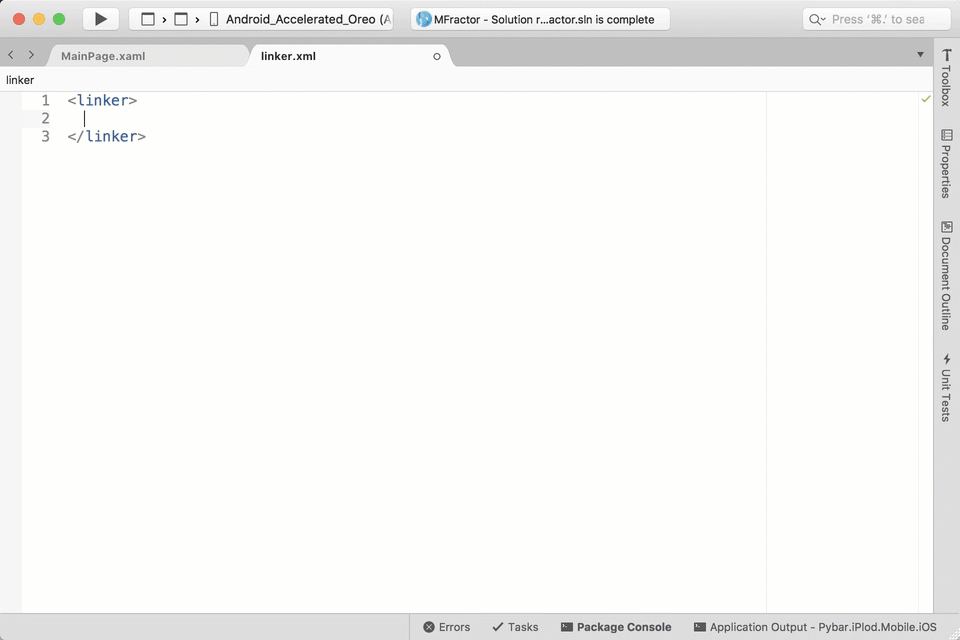 Android_Accelerated_Oreo (A
MFractor - Solution r...actor.sln is complete
Press ‘⌘.’ to sea
MainPage.xaml
linker.xml
linker
1 <linker>
2
3 </linker>
Toolbox
Properties
Document Outline
Unit Tests
Errors
Tasks
Package Console
Application Output - Pybar.iPlod.Mobile.iOS